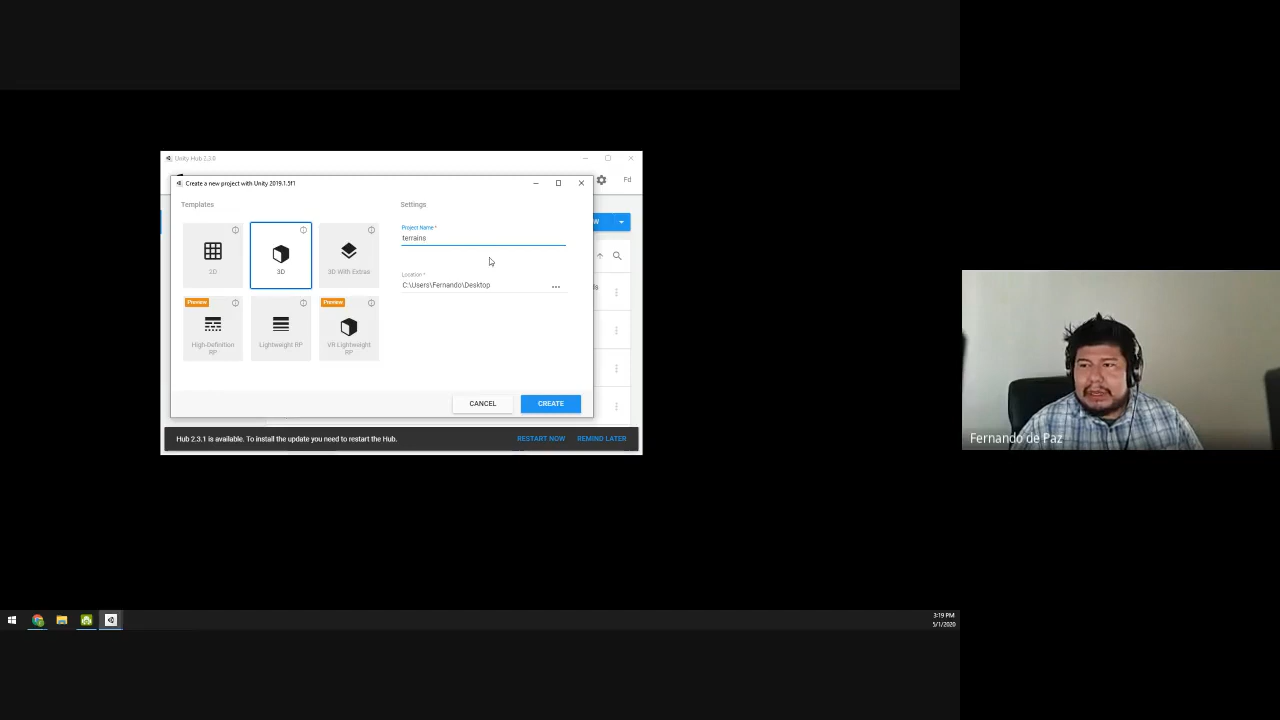 Unity Hub 2.3.0
Create a new project with Unity 2019.1.5f1
Fd
Templates
Settings
Project Name *
terrains
2D
3D
3D With Extras
Location *
C:\Users\Fernando\Desktop
Preview
Preview
High-Definition RP
Lightweight RP
VR Lightweight RP
CANCEL
CREATE
Hub 2.3.1 is available. To install the update you need to restart the Hub.
RESTART NOW
REMIND LATER
Fernando de Paz
3:19 PM
5/1/2020